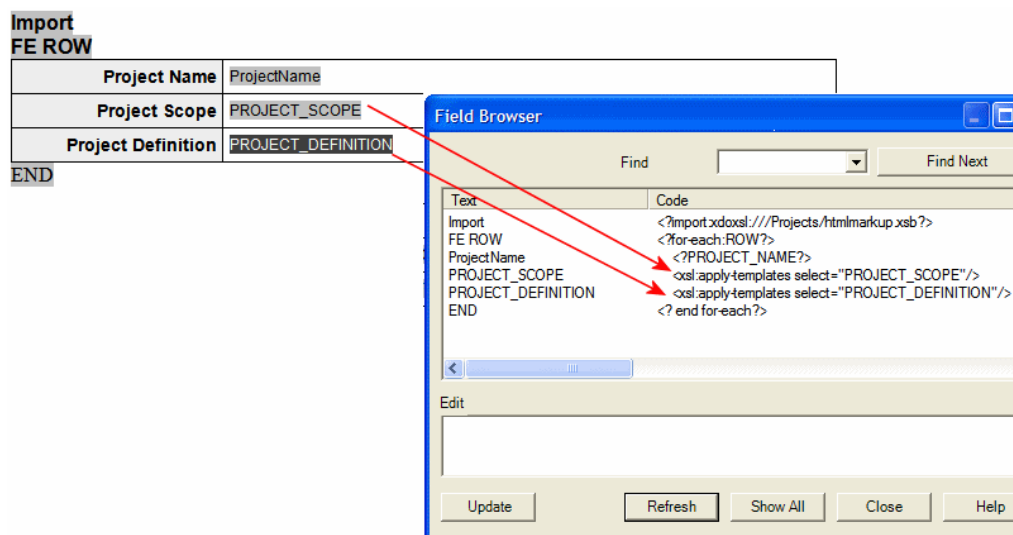 Import
FE ROW
Project Name ProjectName
Project Scope PROJECT_SCOPE
Project Definition PROJECT_DEFINITION
END
Field Browser
Find Find Next
Text Code
Import <?import:xdoxsl:///Projects/htmlmarkup.xsb?>
FE ROW <?for-each:ROW?>
ProjectName <?PROJECT_NAME?>
PROJECT_SCOPE <xsl:apply-templates select="PROJECT_SCOPE"/>
PROJECT_DEFINITION <xsl:apply-templates select="PROJECT_DEFINITION"/>
END <? end for-each?>
Edit
Update Refresh Show All Close Help